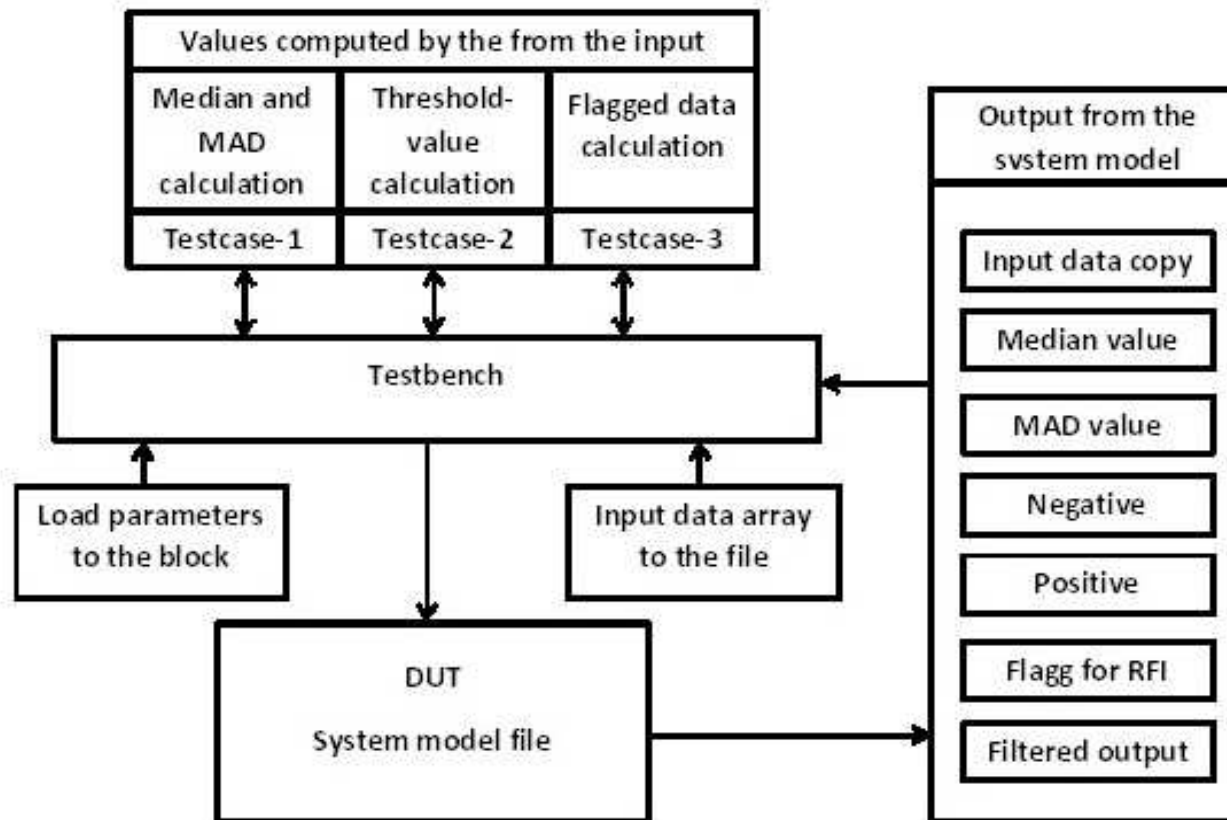 Values computed by the from the input
Median and
MAD
calculation
Threshold-
value
calculation
Flagged data
calculation
Testcase-1
Testcase-2
Testcase-3
Testbench
Load parameters
to the block
Input data array
to the file
DUT
System model file
Output from the
svstem model
Input data copy
Median value
MAD value
Negative
Positive
Flagg for RFI
Filtered output